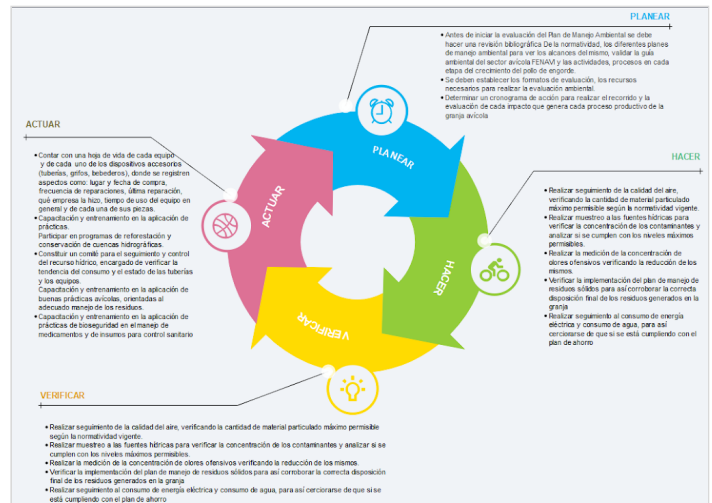 PLANEAR
• Antes de iniciar la evaluación del Plan de Manejo Ambiental se debe
hacer una revisión bibliográfica De la normatividad, los diferentes planes
de manejo ambiental para ver los alcances del mismo, validar la guía
ambiental del sector avícola FENAVI y las actividades, procesos en cada
etapa del crecimiento del pollo de engorde.
• Se deben establecer los formatos de evaluación, los recursos
necesarios para realizar la evaluación ambiental.
• Determinar un cronograma de acción para realizar el recorrido y la
evaluación de cada impacto que genera cada proceso productivo de la
granja avícola
ACTUAR
• Contar con una hoja de vida de cada equipo
y de cada uno de los dispositivos accesorios
(tuberías, grifos, bebederos), donde se registren
aspectos como: lugar y fecha de compra,
frecuencia de reparaciones, última reparación,
qué empresa la hizo, tiempo de uso del equipo en
general y de cada una de sus piezas.
• Capacitación y entrenamiento en la aplicación de
prácticas.
Participar en programas de reforestación y
conservación de cuencas hidrográficas.
• Constituir un comité para el seguimiento y control
del recurso hídrico, encargado de verificar la
tendencia del consumo y el estado de las tuberías
y los equipos.
Capacitación y entrenamiento en la aplicación de
buenas prácticas avícolas, orientadas al
adecuado manejo de los residuos.
• Capacitación y entrenamiento en la aplicación de
prácticas de bioseguridad en el manejo de
medicamentos y de insumos para control sanitario
PLANEAR
HACER
VERIFICAR
ACTUAR
HACER
• Realizar seguimiento de la calidad del aire,
verificando la cantidad de material particulado
máximo permisible según la normatividad vigente.
• Realizar muestreo a las fuentes hídricas para
verificar la concentración de los contaminantes y
analizar si se cumplen con los niveles máximos
permisibles.
• Realizar la medición de la concentración de
olores ofensivos verificando la reducción de los
mismos.
• Verificar la implementación del plan de manejo de
residuos sólidos para así corroborar la correcta
disposición final de los residuos generados en la
granja
• Realizar seguimiento al consumo de energía
eléctrica y consumo de agua, para así
cerciorarse de que si se está cumpliendo con el
plan de ahorro
VERIFICAR
• Realizar seguimiento de la calidad del aire, verificando la cantidad de material particulado máximo permisible
según la normatividad vigente.
• Realizar muestreo a las fuentes hídricas para verificar la concentración de los contaminantes y analizar si se
cumplen con los niveles máximos permisibles.
• Realizar la medición de la concentración de olores ofensivos verificando la reducción de los mismos.
• Verificar la implementación del plan de manejo de residuos sólidos para así corroborar la correcta disposición
final de los residuos generados en la granja
• Realizar seguimiento al consumo de energía eléctrica y consumo de agua, para así cerciorarse de que si se
está cumpliendo con el plan de ahorro